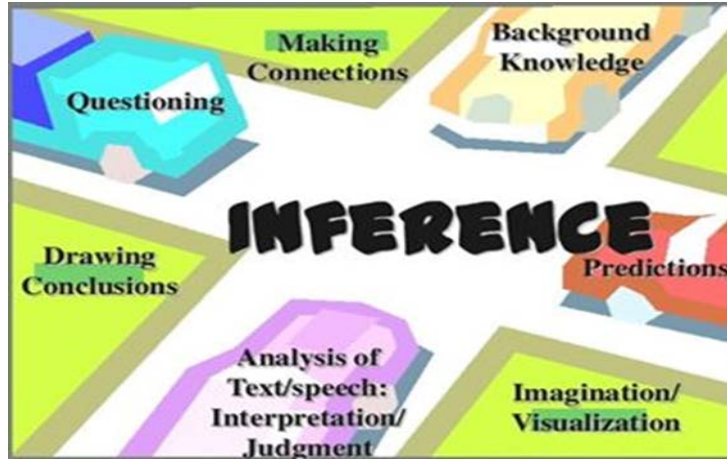 Making
Connections
Background
Knowledge
Questioning
INFERENCE
Drawing
Conclusions
Predictions
Analysis of
Text/speech:
Interpretation/
Judgment
Imagination/
Visualization